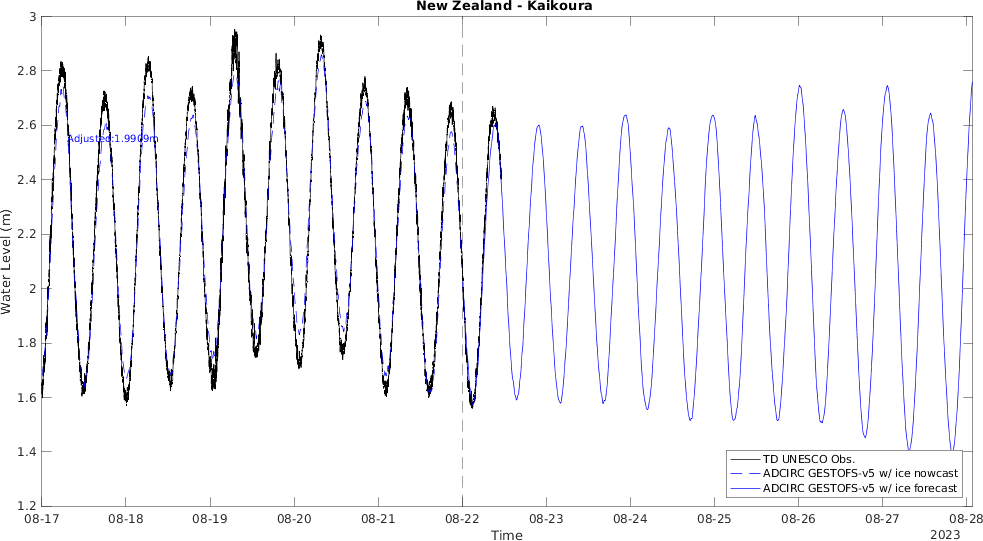 New Zealand - Kaikoura
3
2.8
2.6
2.4
2.2
2
1.8
1.6
1.4
1.2
Water Level (m)
Adjusted:1.9909m
TD UNESCO Obs.
ADCIRC GESTOFS-v5 w/ ice nowcast
ADCIRC GESTOFS-v5 w/ ice forecast
08-17 08-18 08-19 08-20 08-21 08-22 08-23 08-24 08-25 08-26 08-27 08-28
Time
2023